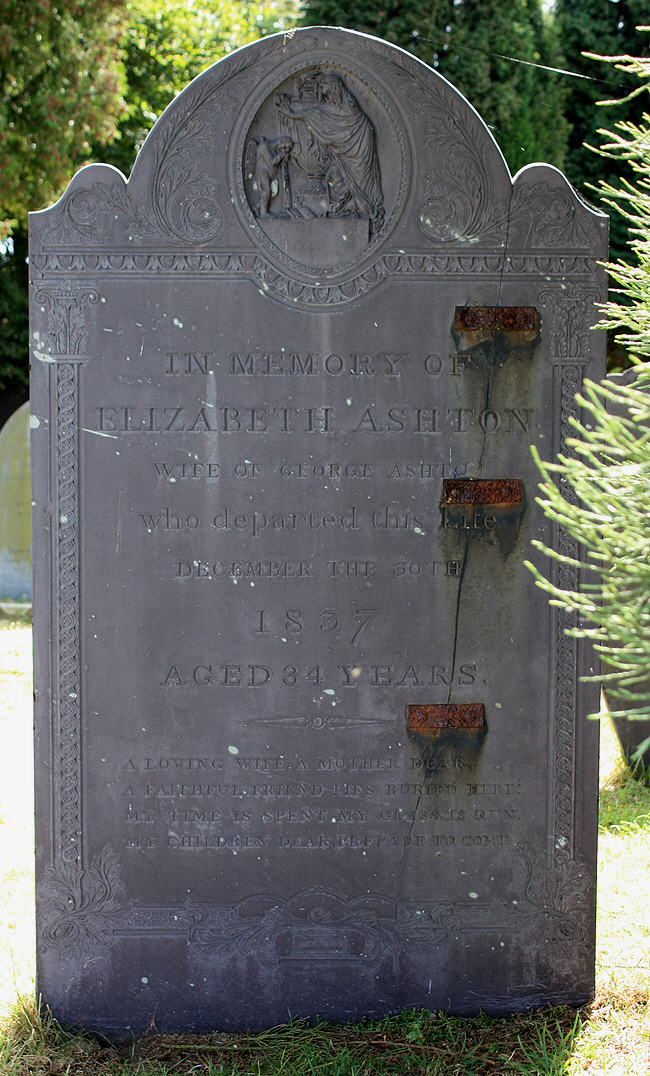 IN MEMORY OF
ELIZABETH ASHTON
WIFE OF GEORGE ASHTO
who departed this Life
DECEMBER THE 30TH
1837
AGED 34 YEARS.
A LOVING WIFE, A MOTHER DEAR,
A FAITHFUL FRIEND LIES BURIED HERE:
MY TIME IS SPENT MY GLASS IS RUN,
MY CHILDREN DEAR PREPARE TO COME.